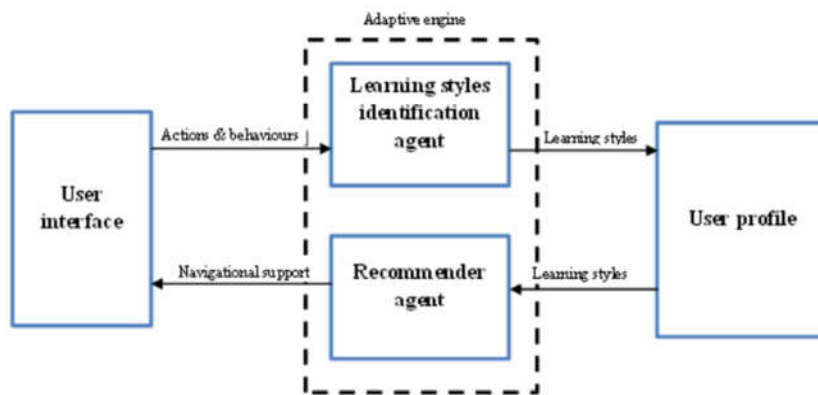 Adaptive engine
Learning styles
identification
agent
Actions & behaviours
Learning styles
User
interface
User profile
Navigational support
Recommender
agent
Learning styles